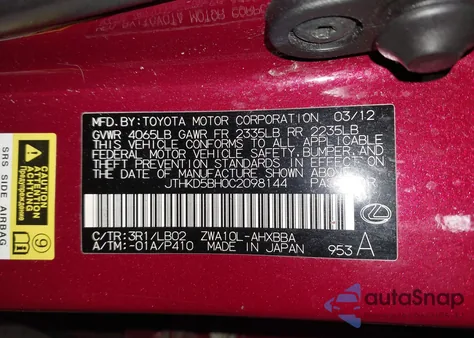 MFD.BY:TOYOTA MOTOR CORPORATION 03/12
GVWR 4065LB GAWR FR 2335LB RR 2235LB
THIS VEHICLE CONFORMS TO ALL APPLICABLE
FEDERAL MOTOR VEHICLE SAFETY, BUMPER, AND
THEFT PREVENTION STANDARDS IN EFFECT ON
THE DATE OF MANUFACTURE SHOWN ABOVE.
JTHKD5BH0C2098144
C/TR:3R1/LB02 ZWA10L-AHXBBA
A/TM:-01A/P410 MADE IN JAPAN 953 A
SRS SIDE AIRBAG
CAUTION
9
autoSnap